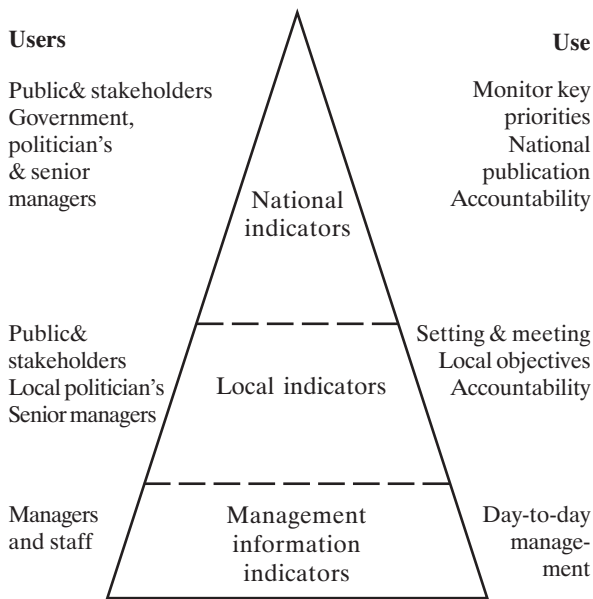 Users
Use
Public& stakeholders
Government,
politician's
& senior
managers
National
indicators
Monitor key
priorities
National
publication
Accountability
Public&
stakeholders
Local politician's
Senior managers
Local indicators
Setting & meeting
Local objectives
Accountability
Managers
and staff
Management
information
indicators
Day-to-day
manage-
ment